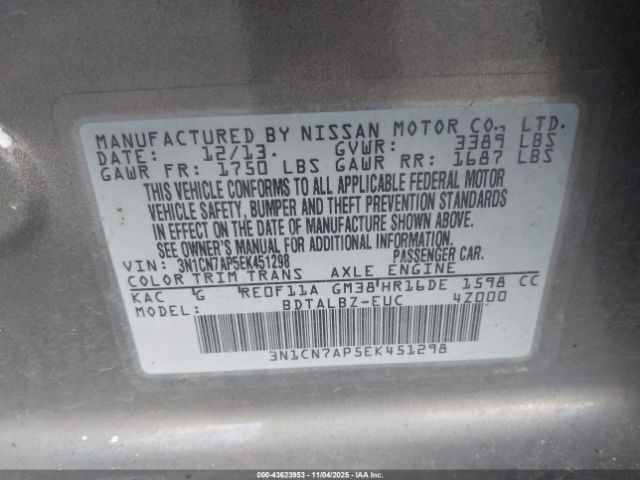 MANUFACTURED BY NISSAN MOTOR CO., LTD.
DATE: 12/13. GVWR: 3389 LBS
GAWR FR: 1750 LBS GAWR RR: 1687 LBS
THIS VEHICLE CONFORMS TO ALL APPLICABLE FEDERAL MOTOR
VEHICLE SAFETY, BUMPER AND THEFT PREVENTION STANDARDS
IN EFFECT ON THE DATE OF MANUFACTURE SHOWN ABOVE.
SEE OWNER'S MANUAL FOR ADDITIONAL INFORMATION.
VIN: 3N1CN7AP5EK451298 PASSENGER CAR.
COLOR TRIM TRANS AXLE ENGINE
KAC G RE0F11A GM38 HR16DE 1598 CC
MODEL: BDTALBZ-EUC 4Z000
3N1CN7AP5EK451298
000-43623953 | 11/04/2025 | IAA Inc.